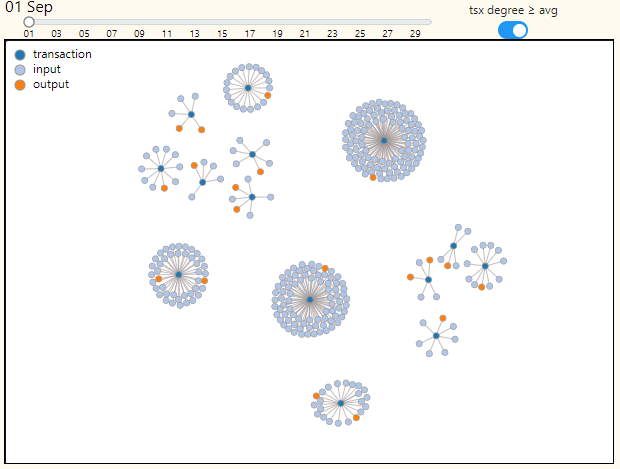 01 Sep
tsx degree ≥ avg
01 03 05 07 09 11 13 15 17 19 21 23 25 27 29
transaction
input
output